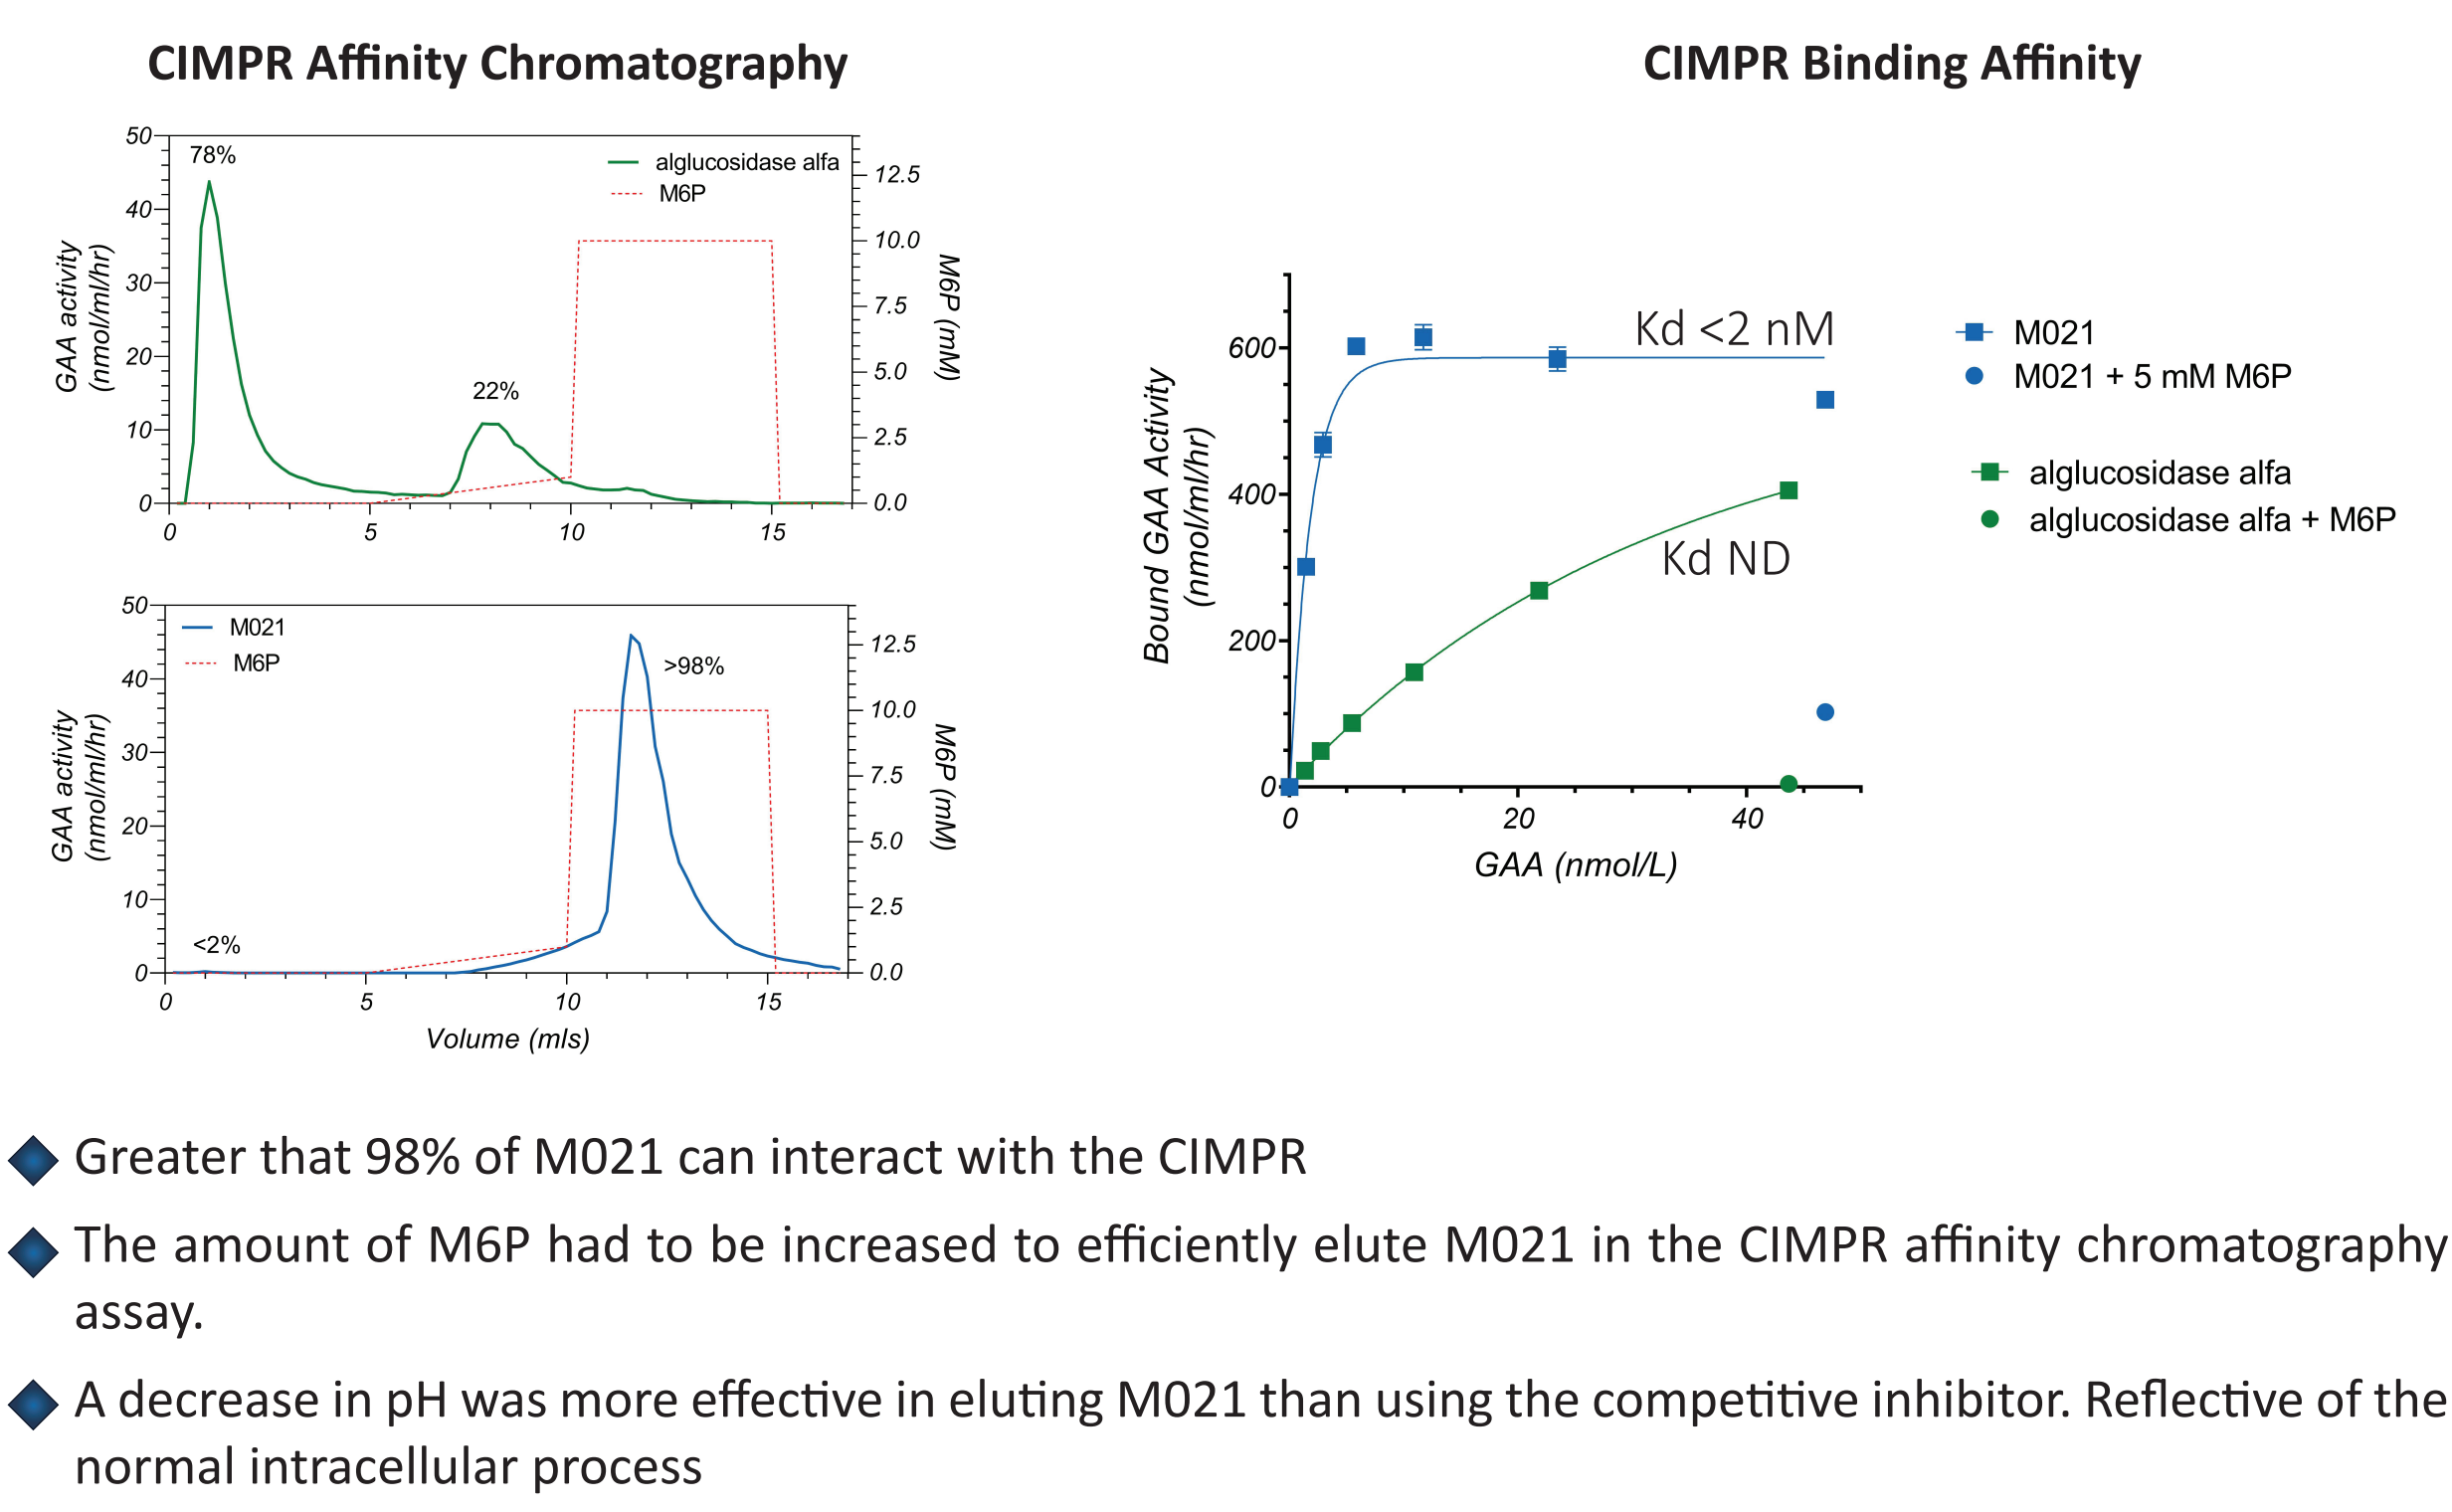 CIMPR Affinity Chromatography
CIMPR Binding Affinity
50
40
30
20
10
0
GAA activity
(nmol/ml/hr)
78%
22%
alglucosidase alfa
M6P
12.5
10.0
7.5
5.0
2.5
0.0
M6P (mM)
0 5 10 15
50
40
30
20
10
0
GAA activity
(nmol/ml/hr)
M021
M6P
>98%
<2%
12.5
10.0
7.5
5.0
2.5
0.0
M6P (mM)
0 5 10 15
Volume (mls)
600
400
200
0
Bound GAA Activity
(nmol/ml/hr)
Kd <2 nM
Kd ND
0 20 40
GAA (nmol/L)
M021
M021 + 5 mM M6P
alglucosidase alfa
alglucosidase alfa + M6P
Greater that 98% of M021 can interact with the CIMPR
The amount of M6P had to be increased to efficiently elute M021 in the CIMPR affinity chromatography
assay.
A decrease in pH was more effective in eluting M021 than using the competitive inhibitor. Reflective of the
normal intracellular process